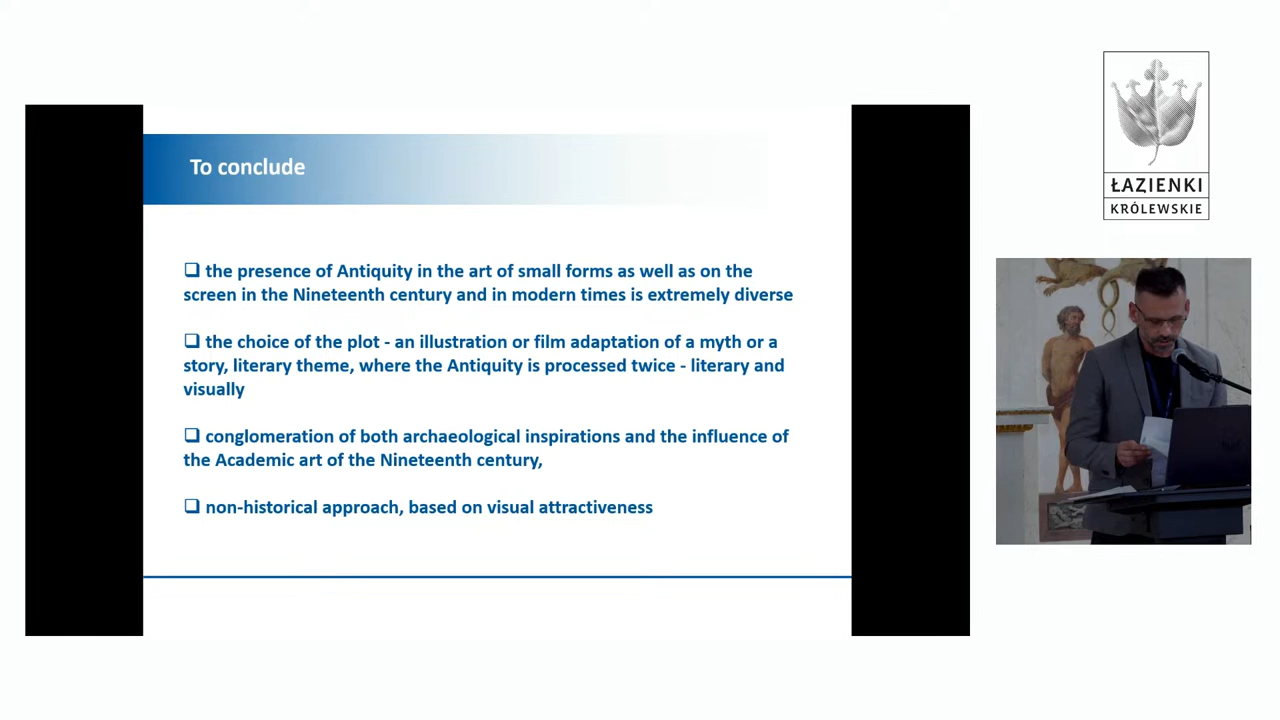 To conclude
❑ the presence of Antiquity in the art of small forms as well as on the
screen in the Nineteenth century and in modern times is extremely diverse
❑ the choice of the plot - an illustration or film adaptation of a myth or a
story, literary theme, where the Antiquity is processed twice - literary and
visually
❑ conglomeration of both archaeological inspirations and the influence of
the Academic art of the Nineteenth century,
❑ non-historical approach, based on visual attractiveness
ŁAZIENKI
KRÓLEWSKIE